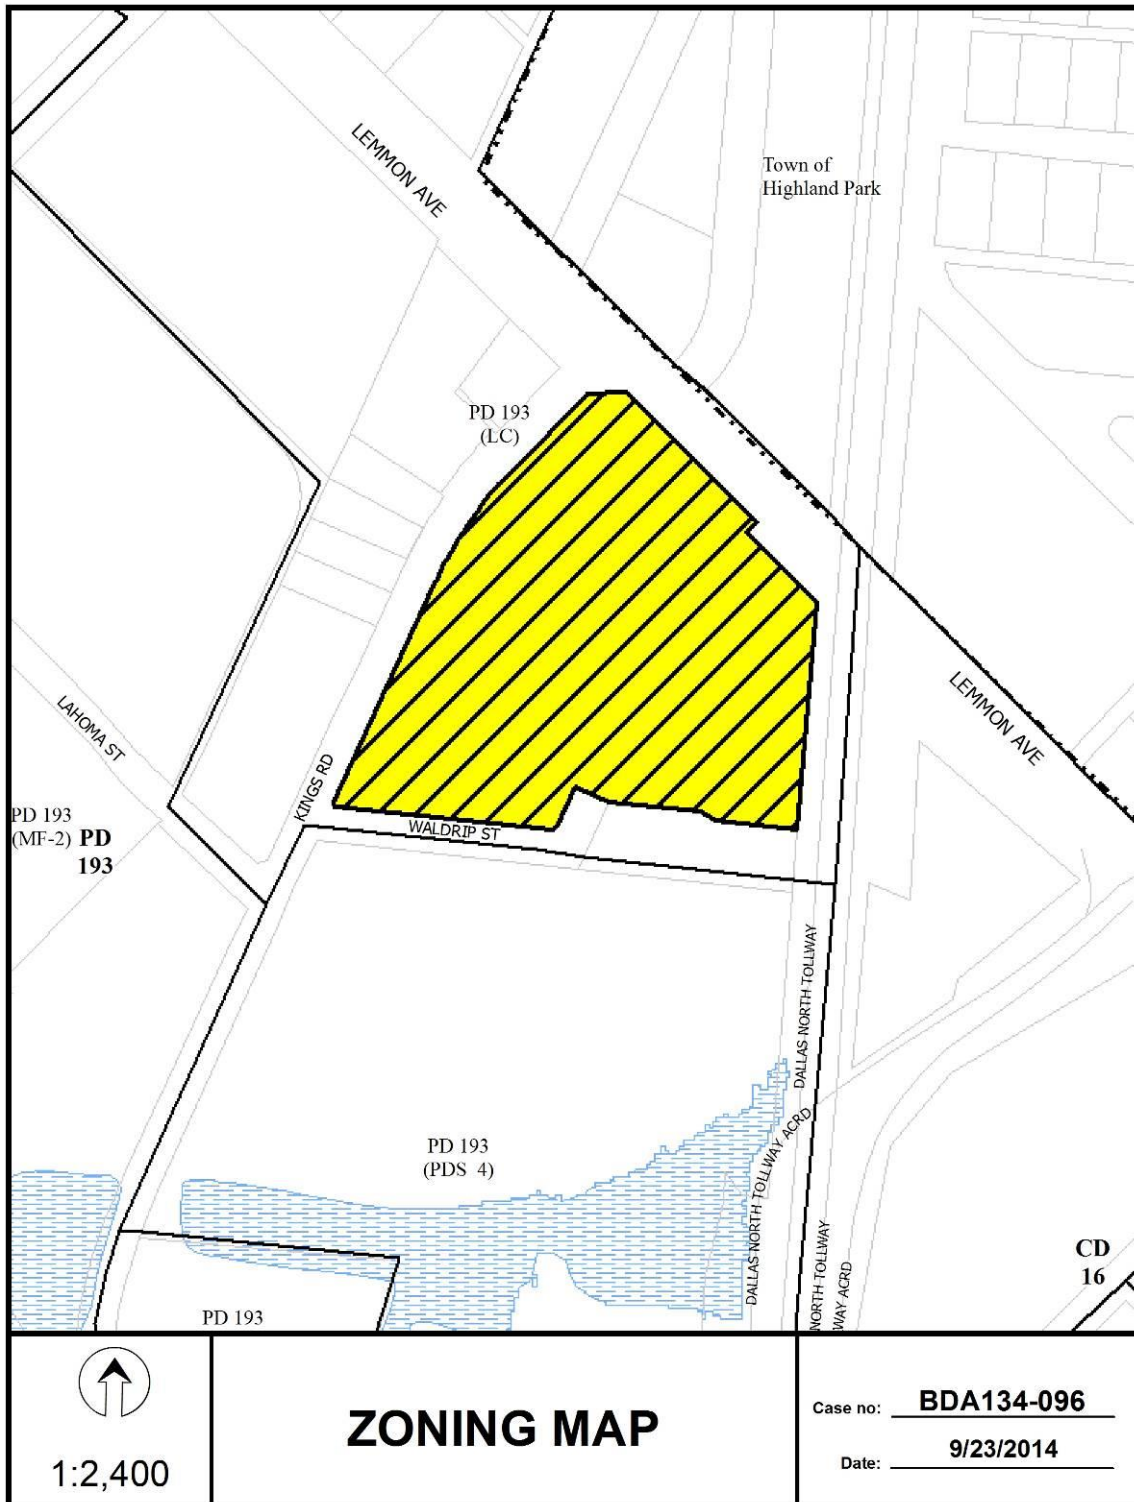 LEMMON AVE
Town of
Highland Park
PD 193
(LC)
LEMMON AVE
LAHOMA ST
KINGS RD
PD 193
(MF-2)
PD
193
WALDRIP ST
DALLAS NORTH TOLLWAY
DALLAS NORTH TOLLWAY ACRD
PD 193
(PDS 4)
NORTH TOLLWAY
WAY ACRD
CD
16
PD 193
1:2,400
ZONING MAP
Case no: BDA134-096
Date: 9/23/2014